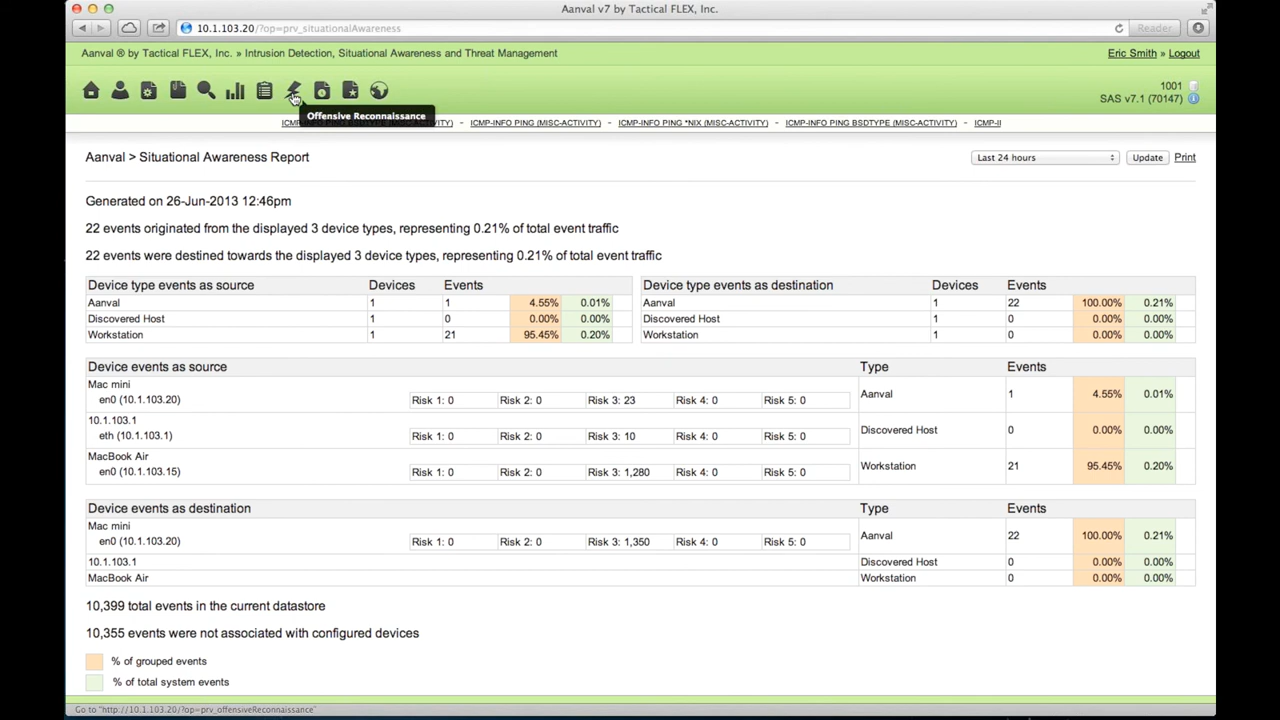 Aanval v7 by Tactical FLEX, Inc.
10.1.103.20/?op=prv_situationalAwareness
Reader
Aanval ® by Tactical FLEX, Inc. » Intrusion Detection, Situational Awareness and Threat Management
Eric Smith » Logout
1001
SAS v7.1 (70147)
Offensive Reconnaissance
ICMP-INFO PING BSDTYPE (MISC-ACTIVITY) - ICMP-INFO PING (MISC-ACTIVITY) - ICMP-INFO PING *NIX (MISC-ACTIVITY) - ICMP-INFO PING BSDTYPE (MISC-ACTIVITY) - ICMP-II
Aanval > Situational Awareness Report
Last 24 hours Update Print
Generated on 26-Jun-2013 12:46pm
22 events originated from the displayed 3 device types, representing 0.21% of total event traffic
22 events were destined towards the displayed 3 device types, representing 0.21% of total event traffic
Device type events as source Devices Events
Aanval 1 1 4.55% 0.01%
Discovered Host 1 0 0.00% 0.00%
Workstation 1 21 95.45% 0.20%
Device type events as destination Devices Events
Aanval 1 22 100.00% 0.21%
Discovered Host 1 0 0.00% 0.00%
Workstation 1 0 0.00% 0.00%
Device events as source Type Events
Mac mini
en0 (10.1.103.20) Risk 1: 0 Risk 2: 0 Risk 3: 23 Risk 4: 0 Risk 5: 0 Aanval 1 4.55% 0.01%
10.1.103.1
eth (10.1.103.1) Risk 1: 0 Risk 2: 0 Risk 3: 10 Risk 4: 0 Risk 5: 0 Discovered Host 0 0.00% 0.00%
MacBook Air
en0 (10.1.103.15) Risk 1: 0 Risk 2: 0 Risk 3: 1,280 Risk 4: 0 Risk 5: 0 Workstation 21 95.45% 0.20%
Device events as destination Type Events
Mac mini
en0 (10.1.103.20) Risk 1: 0 Risk 2: 0 Risk 3: 1,350 Risk 4: 0 Risk 5: 0 Aanval 22 100.00% 0.21%
10.1.103.1 Discovered Host 0 0.00% 0.00%
MacBook Air Workstation 0 0.00% 0.00%
10,399 total events in the current datastore
10,355 events were not associated with configured devices
% of grouped events
% of total system events
Go to "http://10.1.103.20/?op=prv_offensiveReconnaissance"